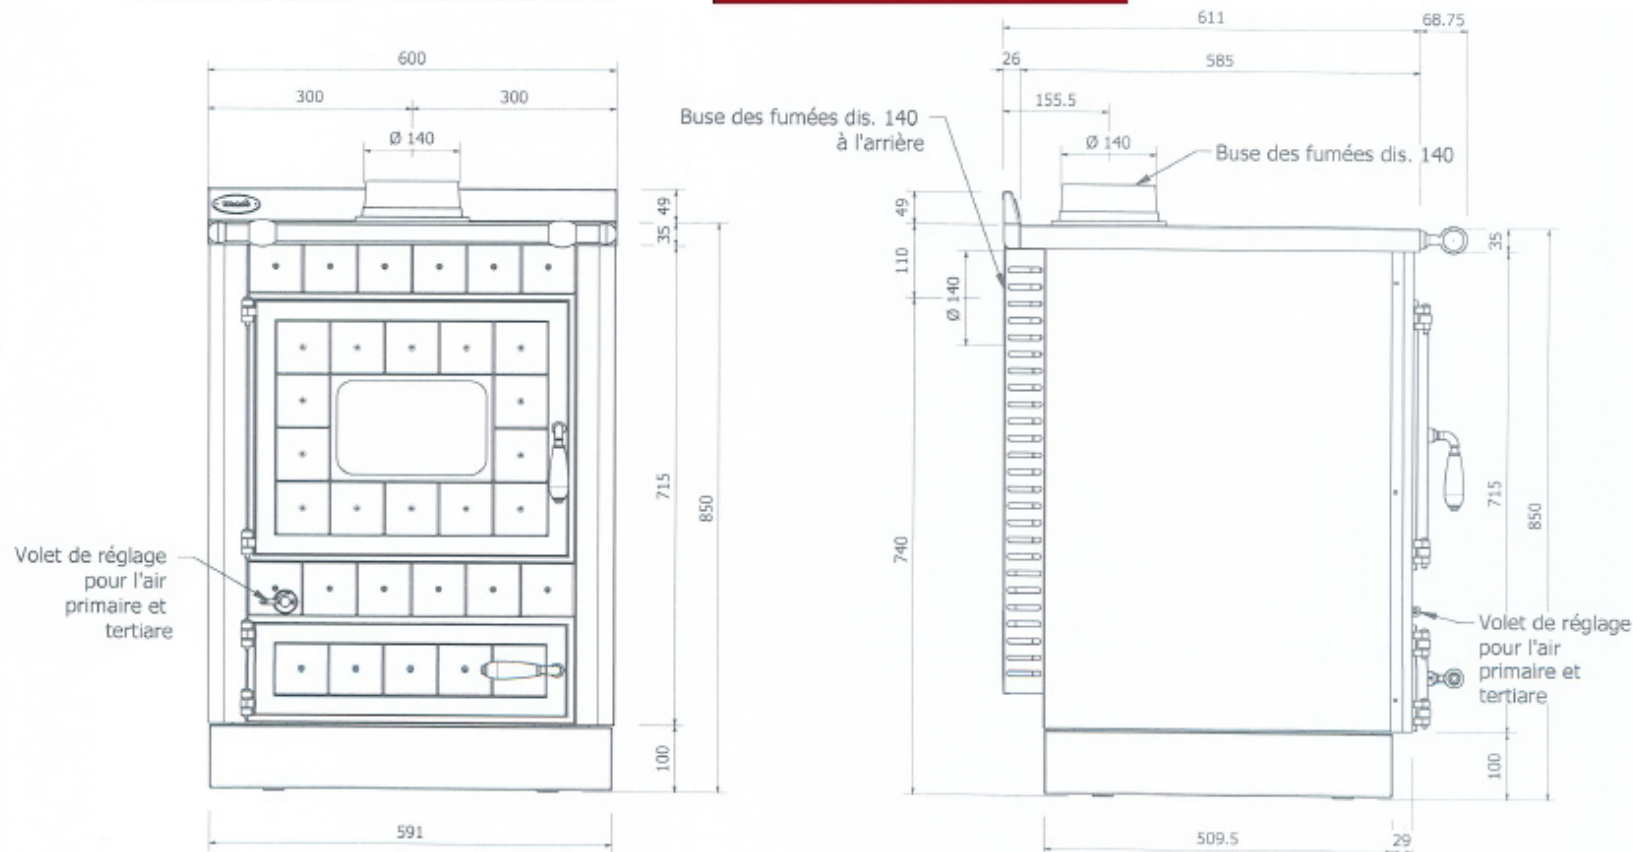 600
300
300
Ø 140
49
35
715
850
100
591
Volet de réglage
pour l'air
primaire et
tertiare
611
68.75
26
585
155.5
Buse des fumées dis. 140
à l'arrière
Ø 140
Buse des fumées dis. 140
49
110
Ø 140
740
35
715
850
100
Volet de réglage
pour l'air
primaire et
tertiare
509.5
29